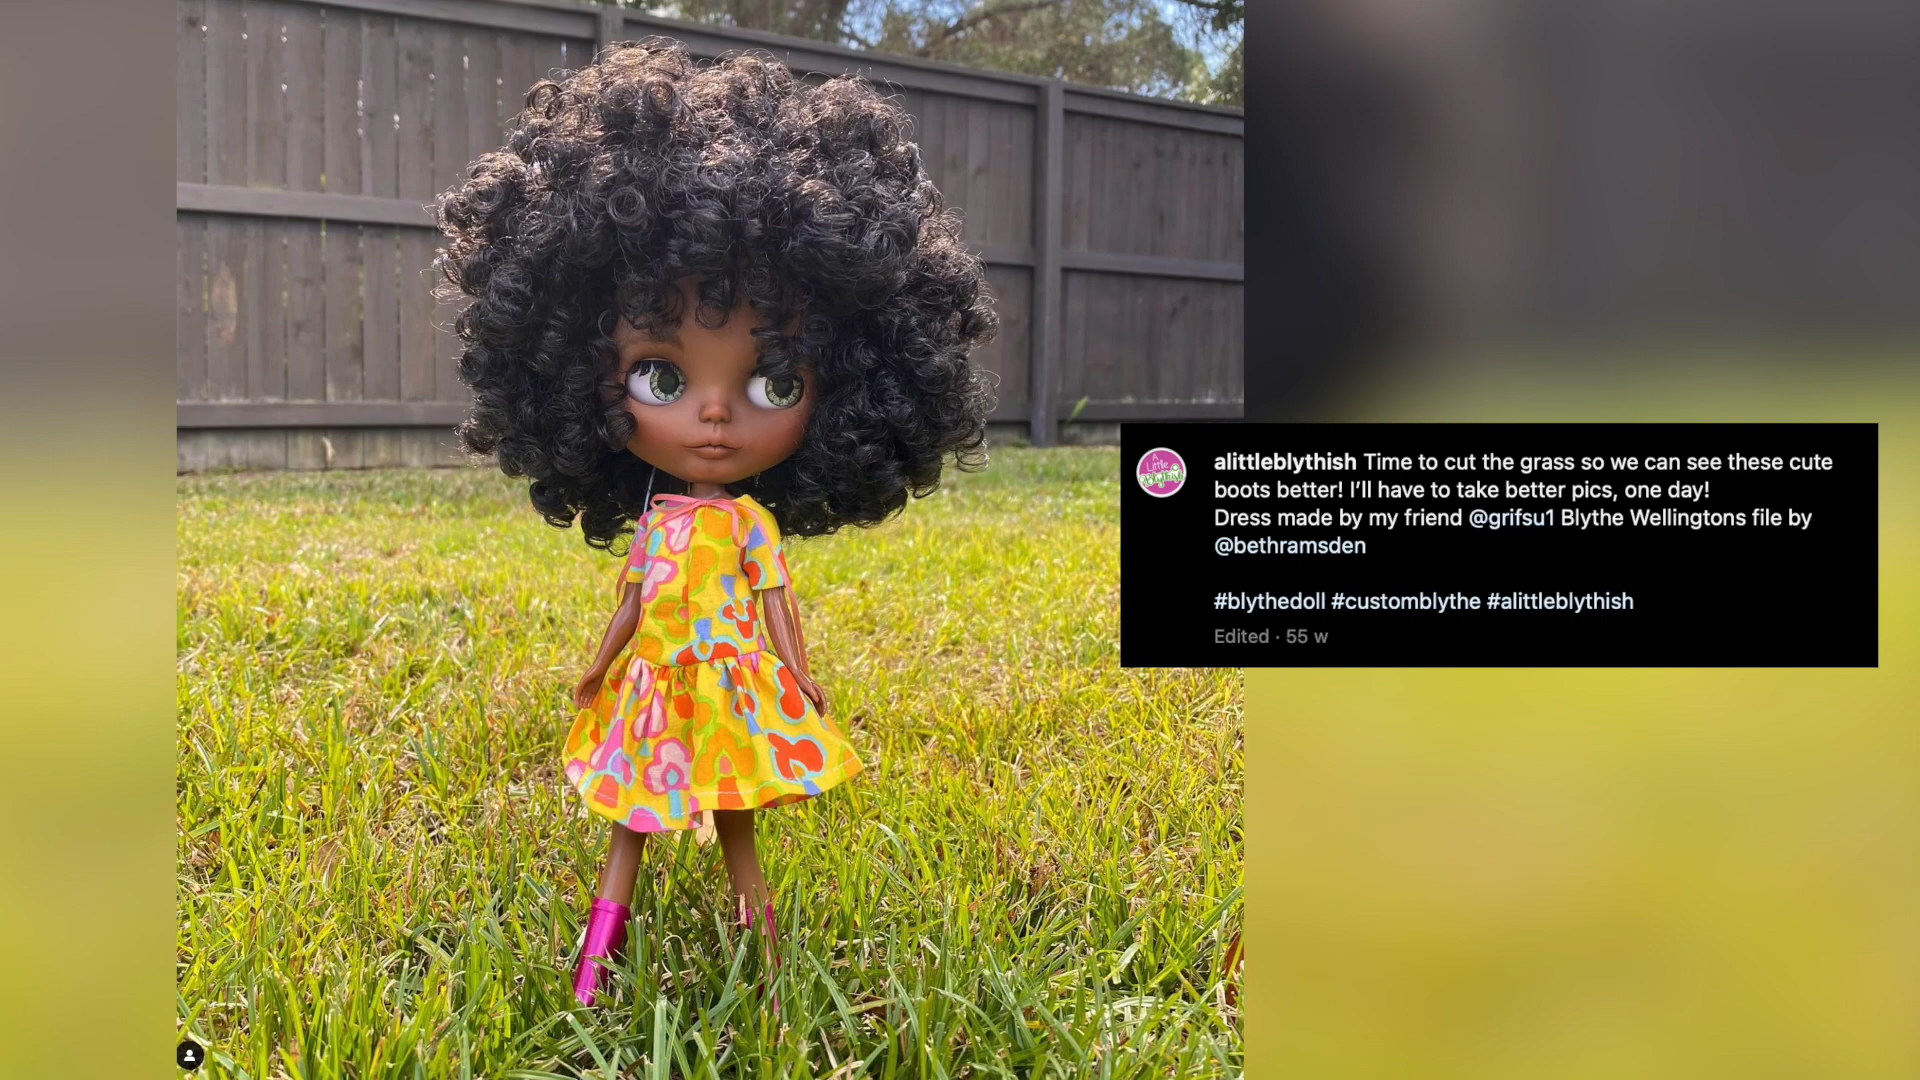 A
Little
Blythish
alittleblythish Time to cut the grass so we can see these cute
boots better! I’ll have to take better pics, one day!
Dress made by my friend @grifsu1 Blythe Wellingtons file by
@bethramsden
#blythedoll #customblythe #alittleblythish
Edited · 55 w